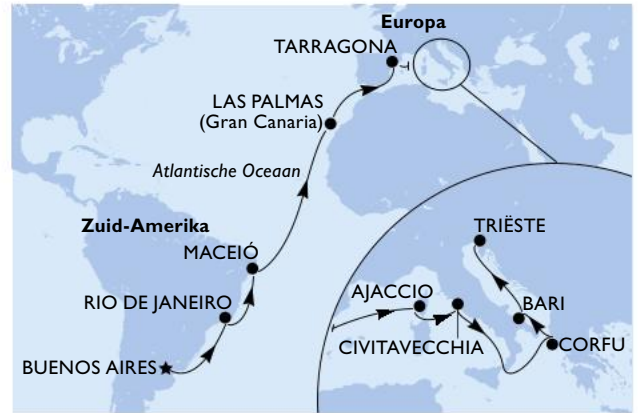 Europa
TARRAGONA
LAS PALMAS
(Gran Canaria)
Atlantische Oceaan
Zuid-Amerika
MACEIÓ
TRIËSTE
RIO DE JANEIRO
AJACCIO
BARI
CIVITAVECCHIA
CORFU
BUENOS AIRES